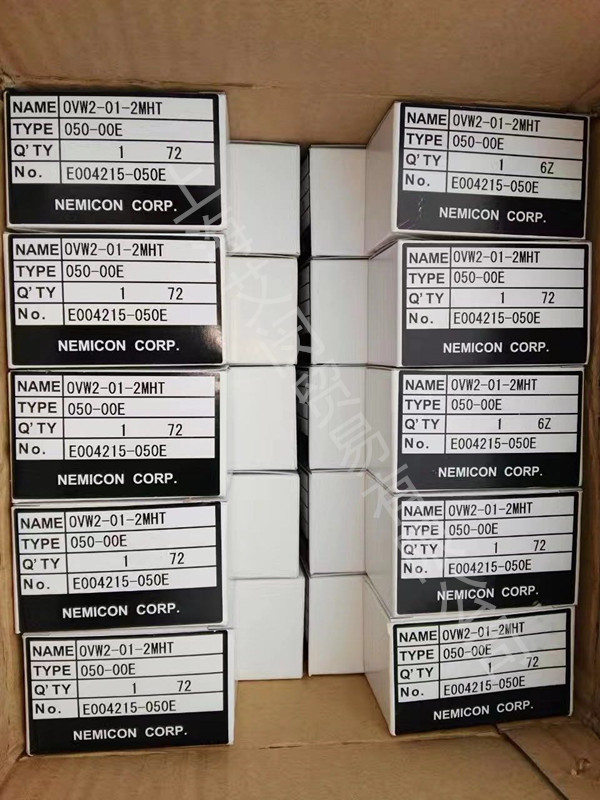 NAME OVW2-01-2MHT
TYPE 050-00E
Q'TY 1 72
No. E004215-050E
NEMICON CORP.
NAME OVW2-01-2MHT
TYPE 050-00E
Q'TY 1 72
No. E004215-050E
NEMICON CORP.
NAME OVW2-01-2MHT
TYPE 050-00E
Q'TY 1 72
No. E004215-050E
NEMICON CORP.
NAME OVW2-01-2MHT
TYPE 050-00E
Q'TY 1 72
No. E004215-050E
NEMICON CORP.
NAME OVW2-01-2MHT
TYPE 050-00E
Q'TY 1 72
No. E004215-050E
NEMICON CORP.
NAME OVW2-01-2MHT
TYPE 050-00E
Q'TY 1 6Z
No. E004215-050E
NEMICON CORP.
NAME OVW2-01-2MHT
TYPE 050-00E
Q'TY 1 72
No. E004215-050E
NEMICON CORP.
NAME OVW2-01-2MHT
TYPE 050-00E
Q'TY 1 6Z
No. E004215-050E
NEMICON CORP.
NAME OVW2-01-2MHT
TYPE 050-00E
Q'TY 1 72
No. E004215-050E
NEMICON CORP.
NAME OVW2-01-2MHT
TYPE 050-00E
Q'TY 1 72
No. E004215-050E
NEMICON CORP.